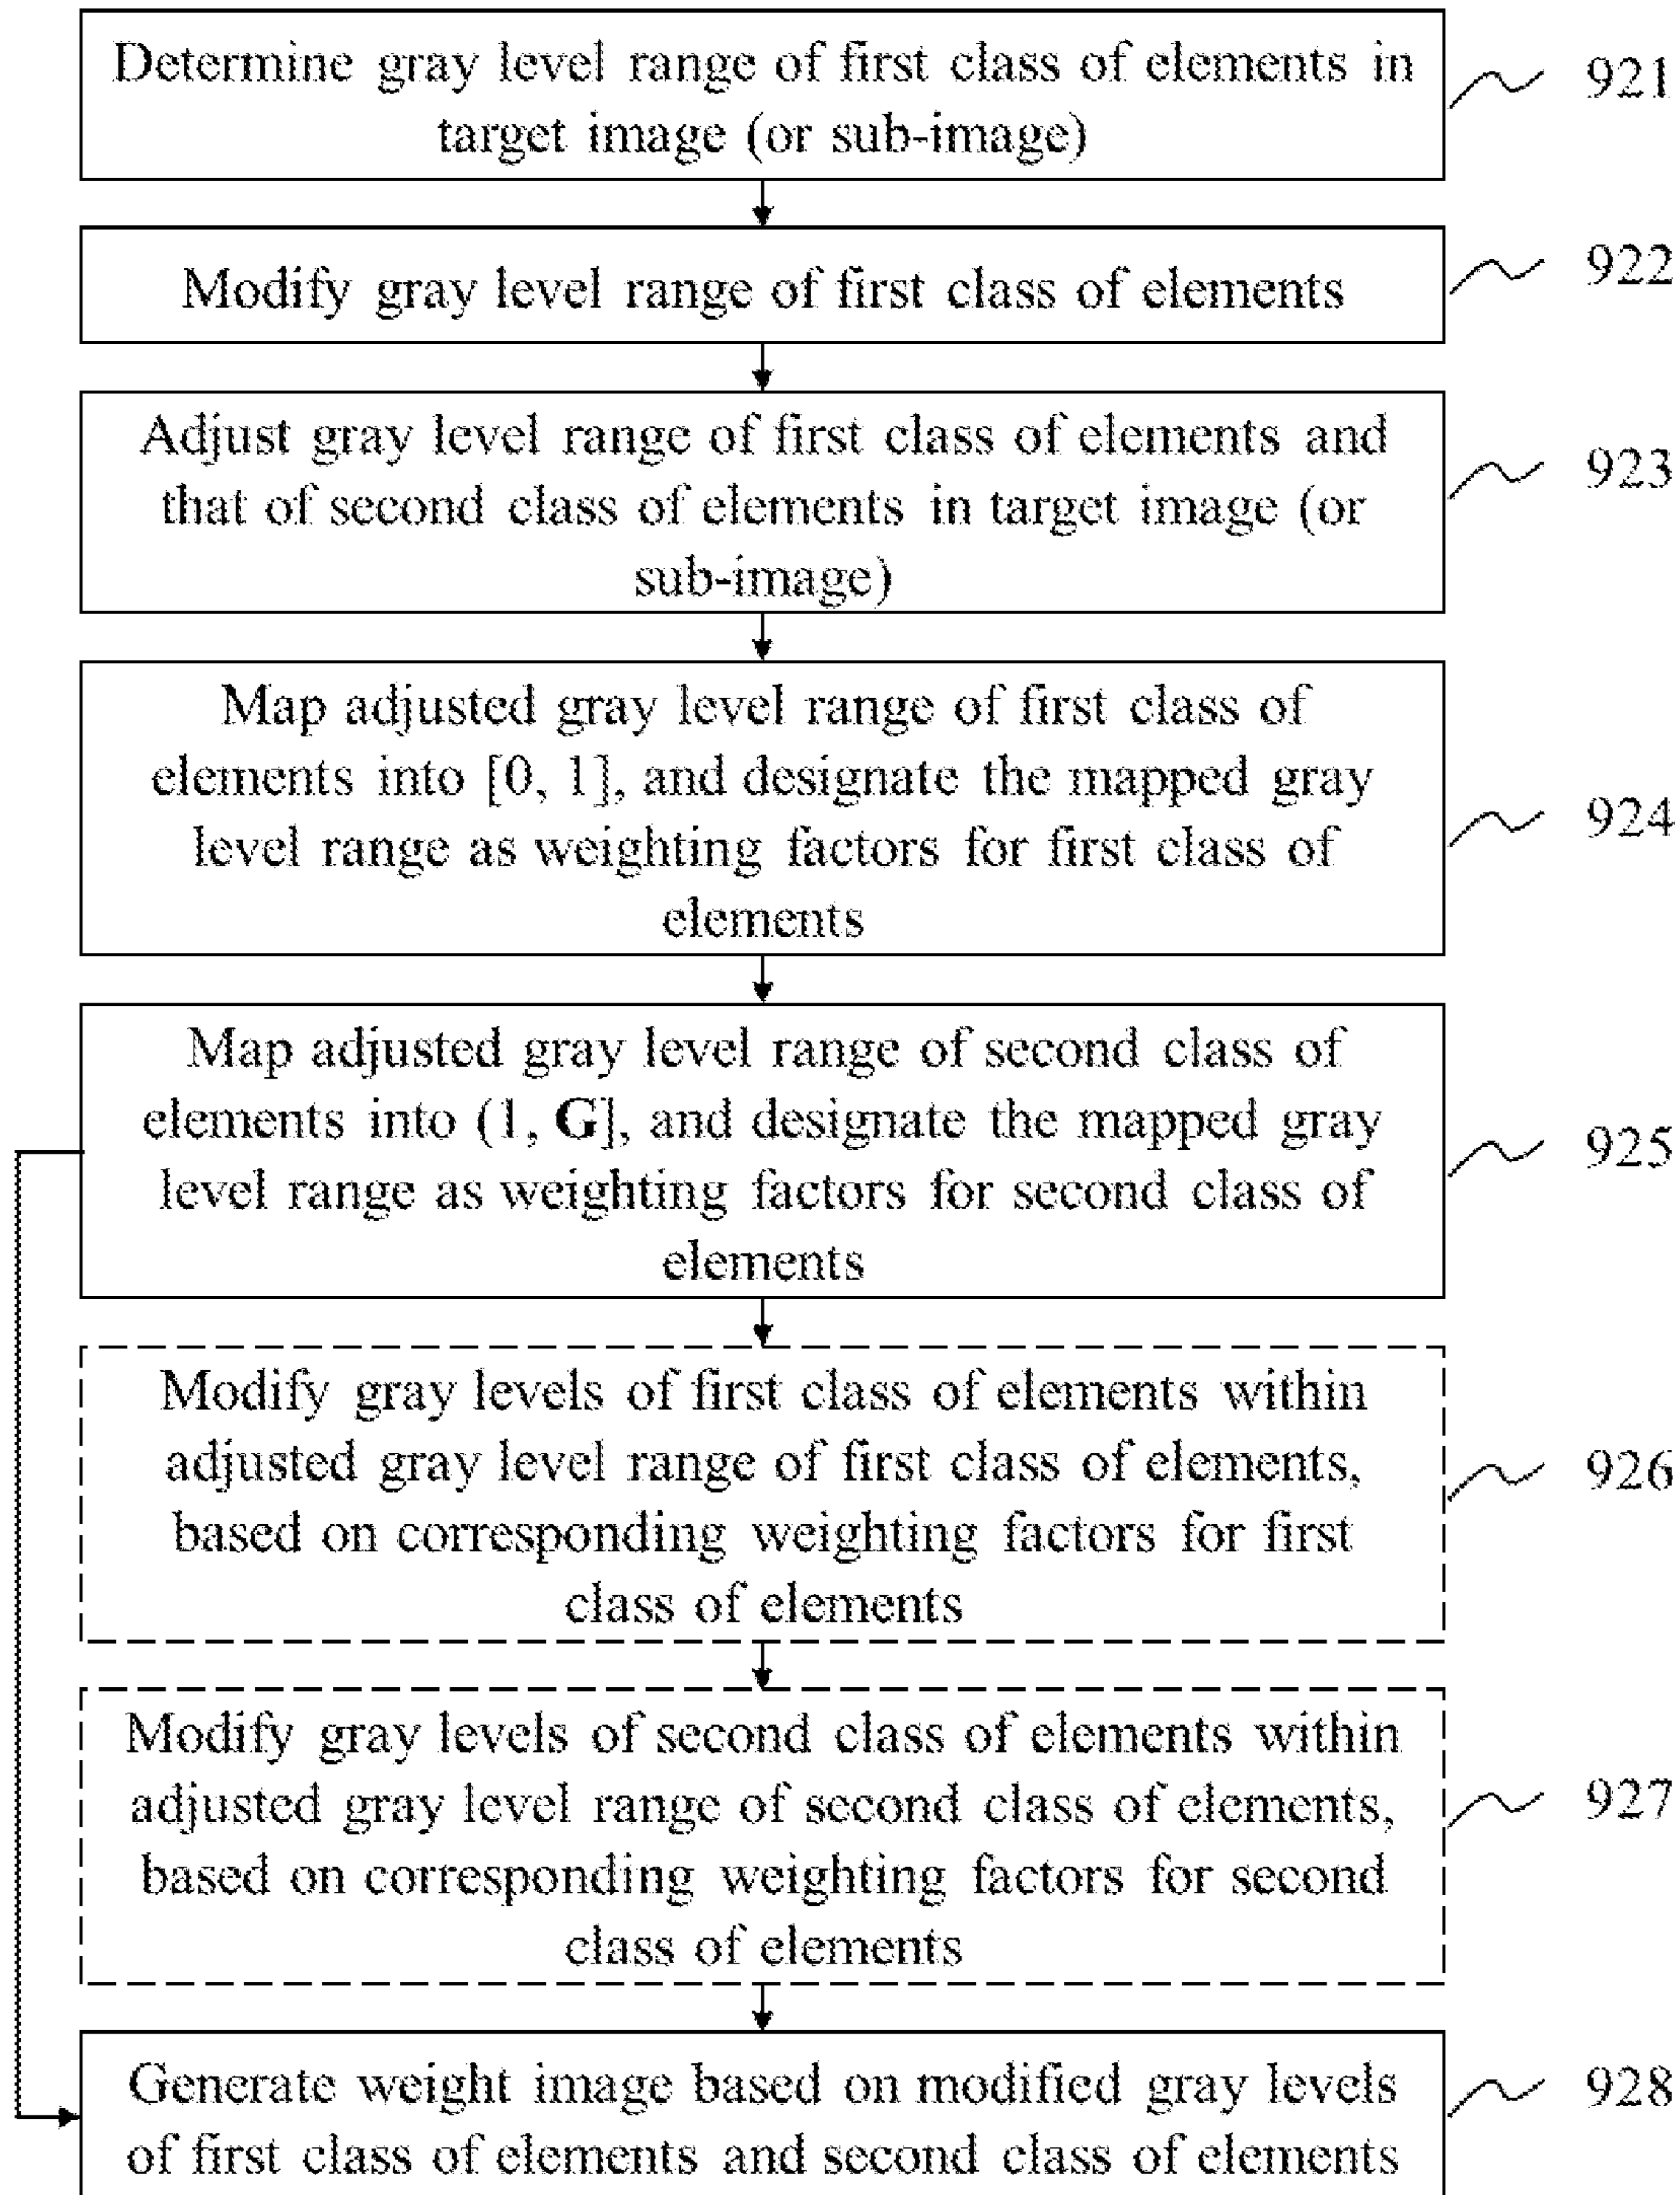 Determine gray level range of first class of elements in
target image (or sub-image)
921
Modify gray level range of first class of elements
922
Adjust gray level range of first class of elements and
that of second class of elements in target image (or
sub-image)
923
Map adjusted gray level range of first class of
elements into [0, 1], and designate the mapped gray
level range as weighting factors for first class of
elements
924
Map adjusted gray level range of second class of
elements into (1, G], and designate the mapped gray
level range as weighting factors for second class of
elements
925
Modify gray levels of first class of elements within
adjusted gray level range of first class of elements,
based on corresponding weighting factors for first
class of elements
926
Modify gray levels of second class of elements within
adjusted gray level range of second class of elements,
based on corresponding weighting factors for second
class of elements
927
Generate weight image based on modified gray levels
of first class of elements and second class of elements
928